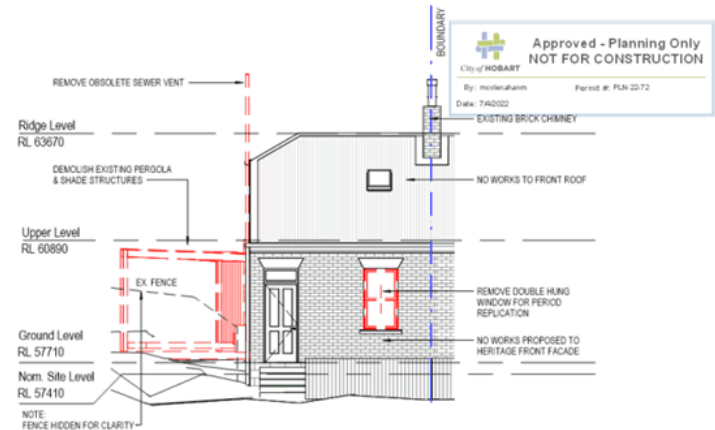 BOUNDARY
City of HOBART
Approved - Planning Only
NOT FOR CONSTRUCTION
Permit #: PLN-22-72
Date: 7/4/2022
REMOVE OBSOLETE SEWER VENT
EXISTING BRICK CHIMNEY
Ridge Level
RL 63670
DEMOLISH EXISTING PERGOLA
& SHADE STRUCTURES
NO WORKS TO FRONT ROOF
Upper Level
RL 60890
EX. FENCE
REMOVE DOUBLE HUNG
WINDOW FOR PERIOD
REPLICATION
Ground Level
RL 57710
NO WORKS PROPOSED TO
HERITAGE FRONT FACADE
Nom. Site Level
RL 57410
NOTE:
FENCE HIDDEN FOR CLARITY